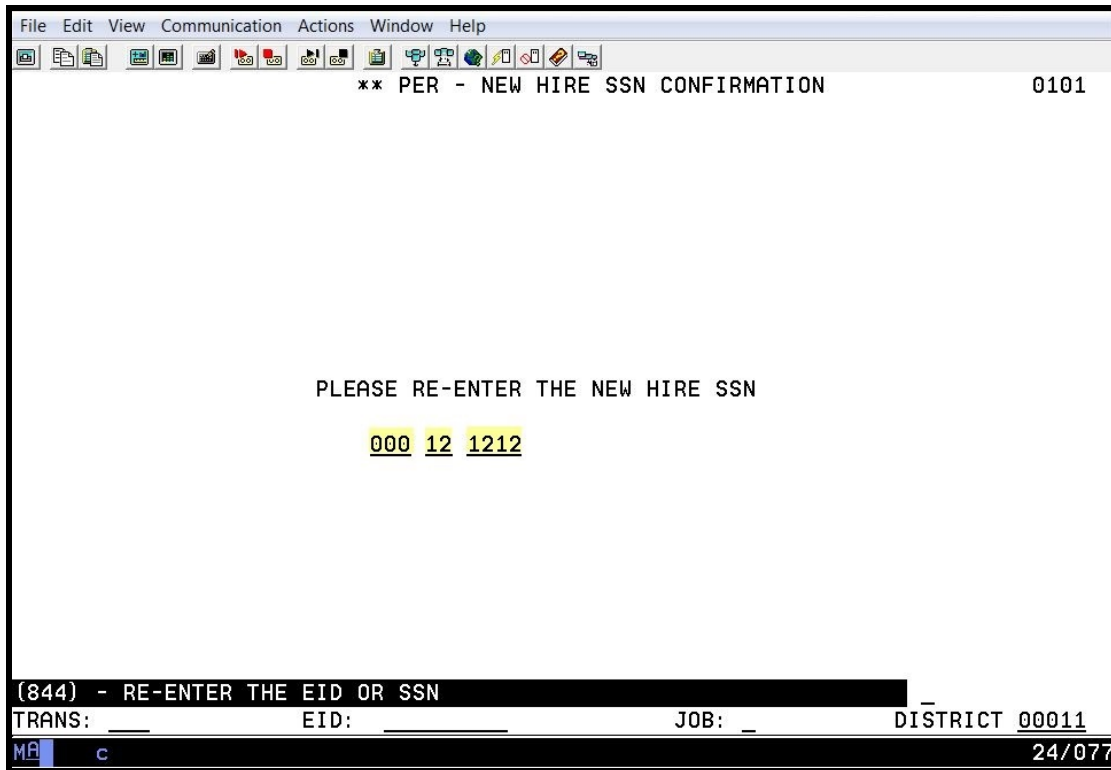 File Edit View Communication Actions Window Help
** PER - NEW HIRE SSN CONFIRMATION 0101
PLEASE RE-ENTER THE NEW HIRE SSN
000 12 1212
(844) - RE-ENTER THE EID OR SSN _
TRANS: ___ EID: _________ JOB: _ DISTRICT 00011
MA c 24/077